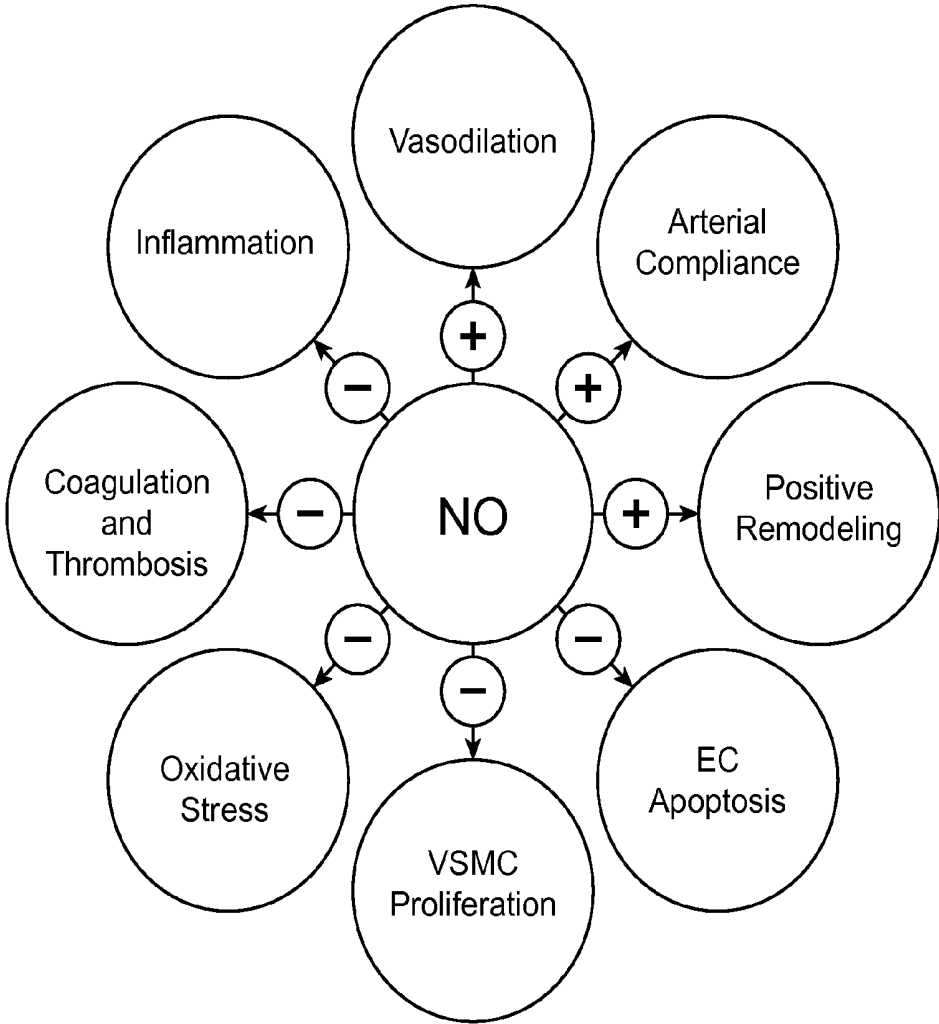 Vasodilation
Arterial
Compliance
Positive
Remodeling
EC
Apoptosis
VSMC
Proliferation
Oxidative
Stress
Coagulation
and
Thrombosis
Inflammation
NO
+
+
+
−
−
−
−
−